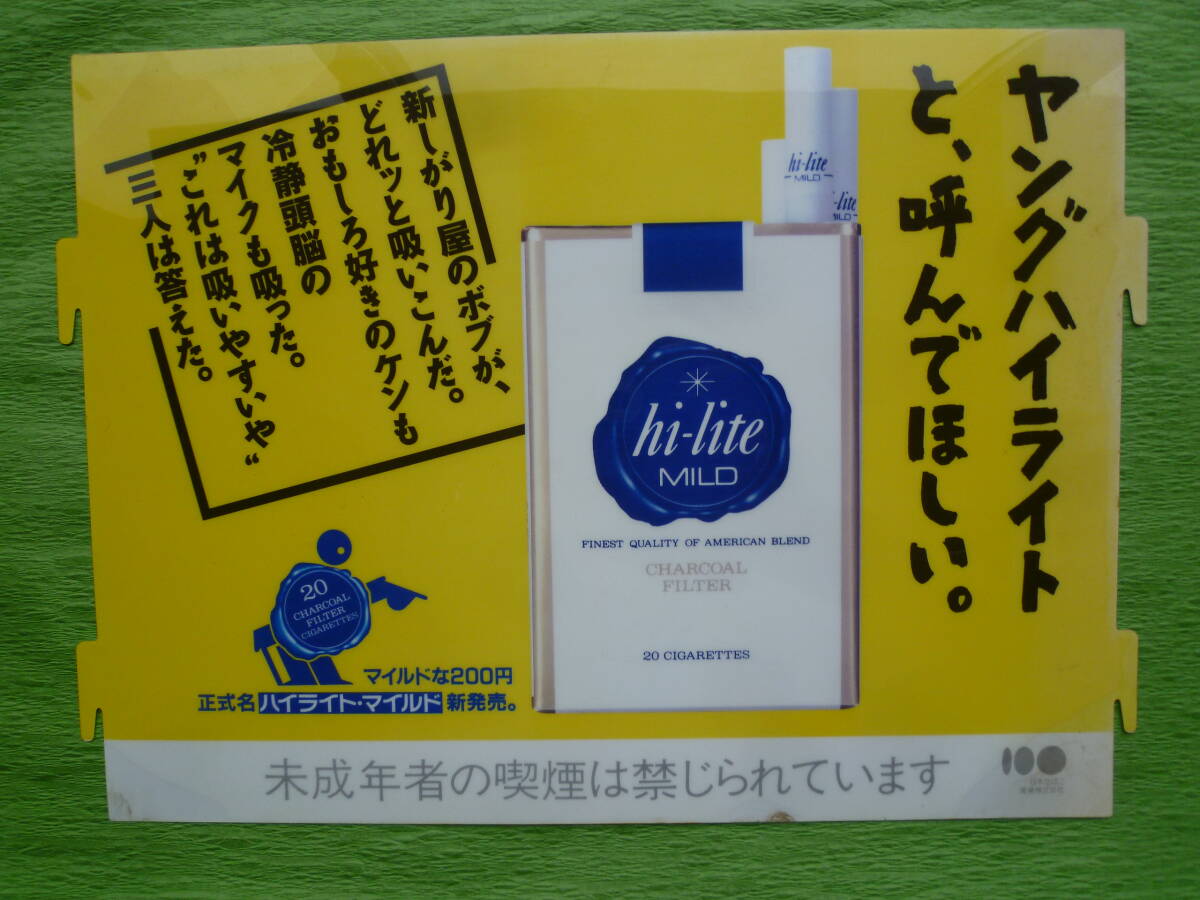 ヤングハイライト
と、呼んでほしい。
新しがり屋のボブが、
どれッと吸いこんだ。
おもしろ好きのケンも
冷静頭脳の
マイクも吸った。
“これは吸いやすいや”
三人は答えた。
hi-lite
MILD
hi-lite
MILD
FINEST QUALITY OF AMERICAN BLEND
CHARCOAL
FILTER
20 CIGARETTES
20
CHARCOAL
FILTER
CIGARETTES
マイルドな200円
正式名 ハイライト・マイルド 新発売。
未成年者の喫煙は禁じられています